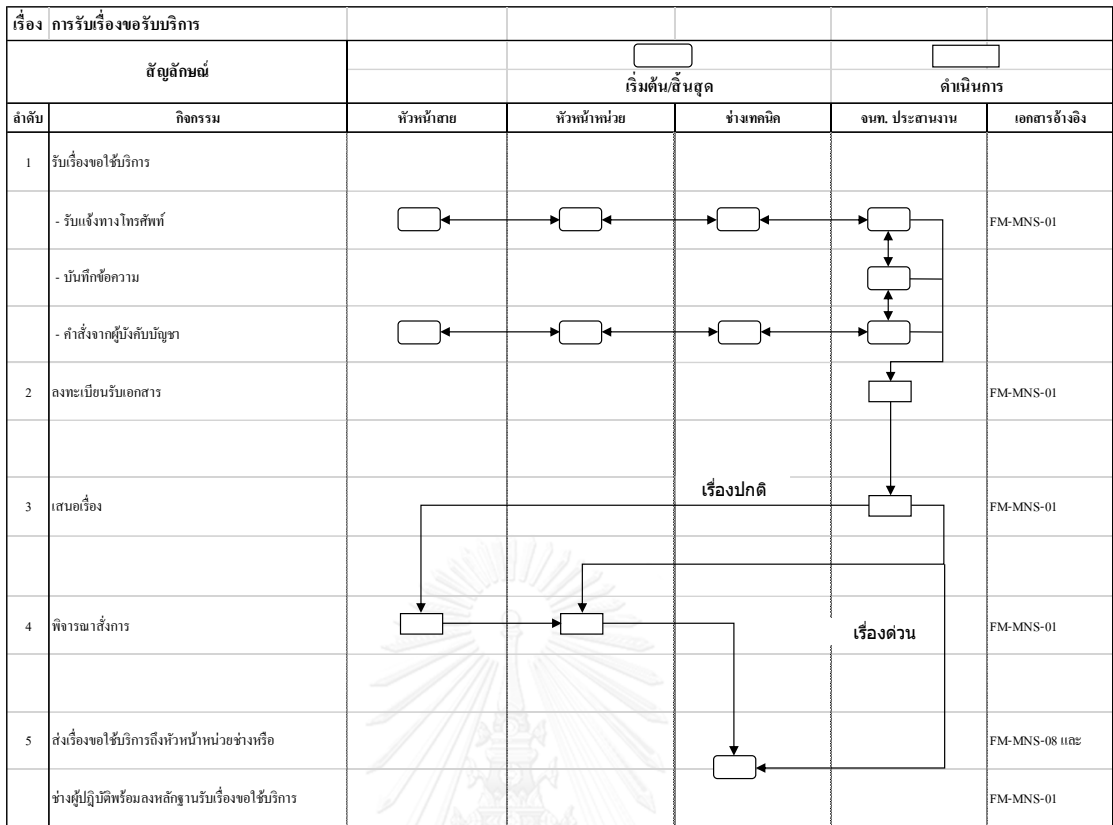 เรื่อง การรับเรื่องขอรับบริการ
สัญลักษณ์
เริ่มต้น/สิ้นสุด
ดำเนินการ
ลำดับ กิจกรรม หัวหน้าสาย หัวหน้าหน่วย ช่างเทคนิค จนท. ประสานงาน เอกสารอ้างอิง
1 รับเรื่องขอใช้บริการ
- รับแจ้งทางโทรศัพท์ FM-MNS-01
- บันทึกข้อความ
- คำสั่งจากผู้บังคับบัญชา
2 ลงทะเบียนรับเอกสาร FM-MNS-01
เรื่องปกติ
3 เสนอเรื่อง FM-MNS-01
4 พิจารณาสั่งการ เรื่องด่วน FM-MNS-01
5 ส่งเรื่องขอใช้บริการถึงหัวหน้าหน่วยช่างหรือ FM-MNS-08 และ
ช่างผู้ปฎิบัติพร้อมลงหลักฐานรับเรื่องขอใช้บริการ FM-MNS-01